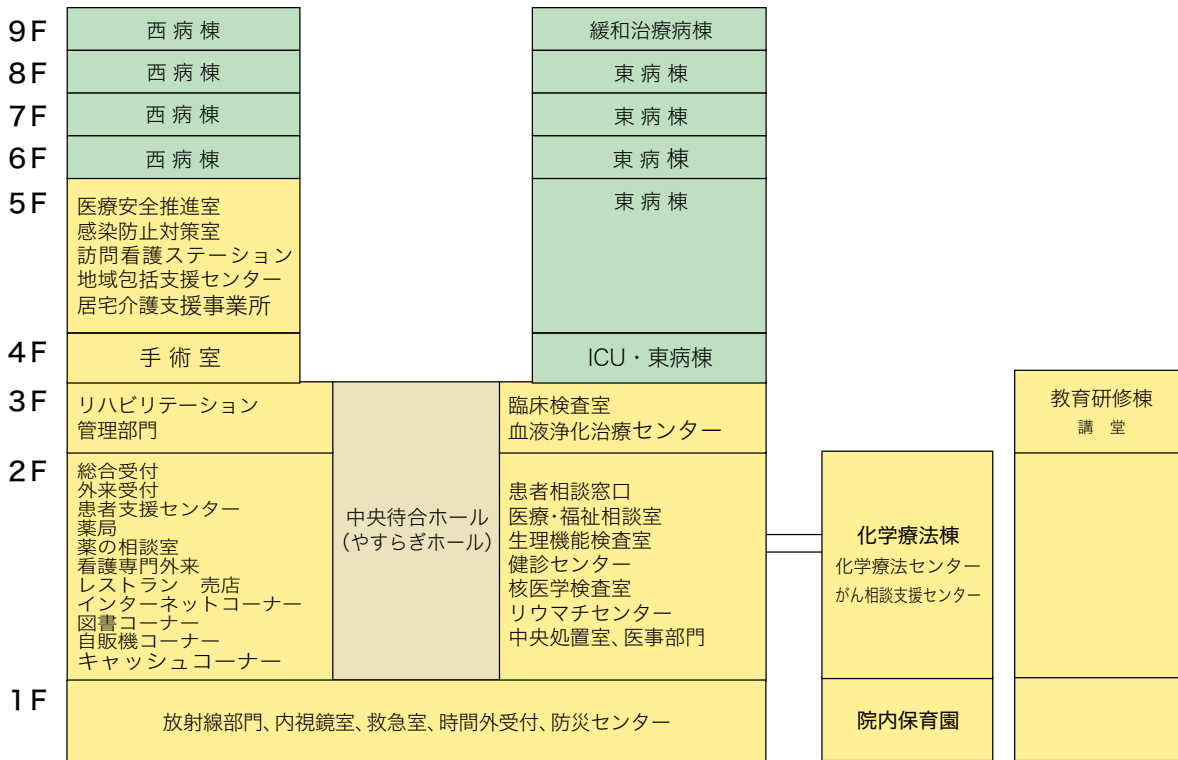 9F
西病棟
緩和治療病棟
8F
西病棟
東病棟
7F
西病棟
東病棟
6F
西病棟
東病棟
5F
医療安全推進室
感染防止対策室
訪問看護ステーション
地域包括支援センター
居宅介護支援事業所
東病棟
4F
手術室
ICU・東病棟
3F
リハビリテーション
管理部門
臨床検査室
血液浄化治療センター
教育研修棟
講堂
2F
総合受付
外来受付
患者支援センター
薬局
薬の相談室
看護専門外来
レストラン　売店
インターネットコーナー
図書コーナー
自販機コーナー
キャッシュコーナー
中央待合ホール
(やすらぎホール)
患者相談窓口
医療・福祉相談室
生理機能検査室
健診センター
核医学検査室
リウマチセンター
中央処置室、医事部門
化学療法棟
化学療法センター
がん相談支援センター
1F
放射線部門、内視鏡室、救急室、時間外受付、防災センター
院内保育園